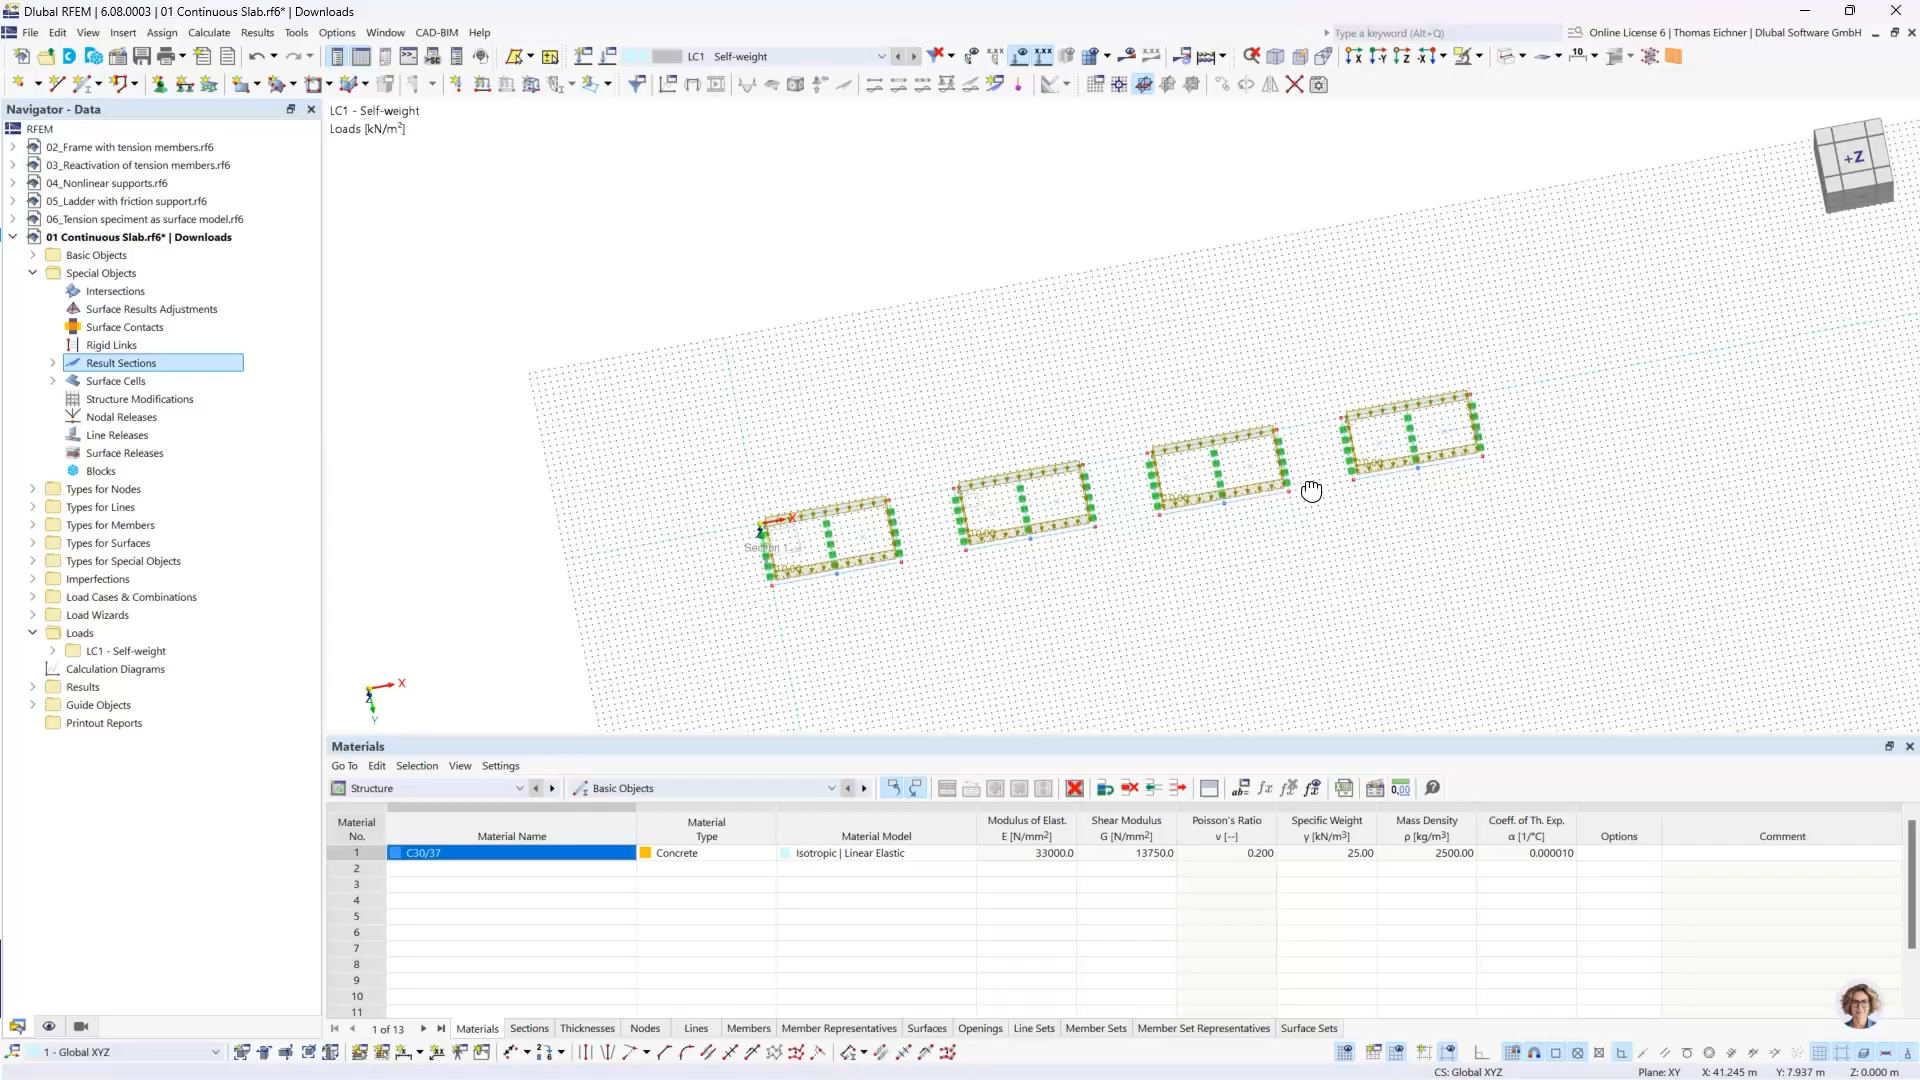 Dlubal RFEM | 6.08.0003 | 01 Continuous Slab.rf6* | Downloads
File Edit View Insert Assign Calculate Results Tools Options Window CAD-BIM Help
Type a keyword (Alt+Q)
Online License 6 | Thomas Eichner | Dlubal Software GmbH
LC1 Self-weight
Navigator - Data
RFEM
02_Frame with tension members.rf6
03_Reactivation of tension members.rf6
04_Nonlinear supports.rf6
05_Ladder with friction support.rf6
06_Tension speciment as surface model.rf6
01 Continuous Slab.rf6* | Downloads
Basic Objects
Special Objects
Intersections
Surface Results Adjustments
Surface Contacts
Rigid Links
Result Sections
Surface Cells
Structure Modifications
Nodal Releases
Line Releases
Surface Releases
Blocks
Types for Nodes
Types for Lines
Types for Members
Types for Surfaces
Types for Special Objects
Imperfections
Load Cases & Combinations
Load Wizards
Loads
LC1 - Self-weight
Calculation Diagrams
Results
Guide Objects
Printout Reports
LC1 - Self-weight
Loads [kN/m²]
+Z
X
Z
Section 1
10.00
10.00
10.00
10.00
X
Z
Y
Materials
Go To Edit Selection View Settings
Structure
Basic Objects
Material No.
Material Name
Material Type
Material Model
Modulus of Elast. E [N/mm²]
Shear Modulus G [N/mm²]
Poisson's Ratio ν [--]
Specific Weight γ [kN/m³]
Mass Density ρ [kg/m³]
Coeff. of Th. Exp. α [1/°C]
Options
Comment
1 C30/37 Concrete Isotropic | Linear Elastic 33000.0 13750.0 0.200 25.00 2500.00 0.000010
2
3
4
5
6
7
8
9
10
11
1 of 13
Materials Sections Thicknesses Nodes Lines Members Member Representatives Surfaces Openings Line Sets Member Sets Member Set Representatives Surface Sets
1 - Global XYZ
CS: Global XYZ
Plane: XY
X: 41.245 m Y: 7.937 m Z: 0.000 m